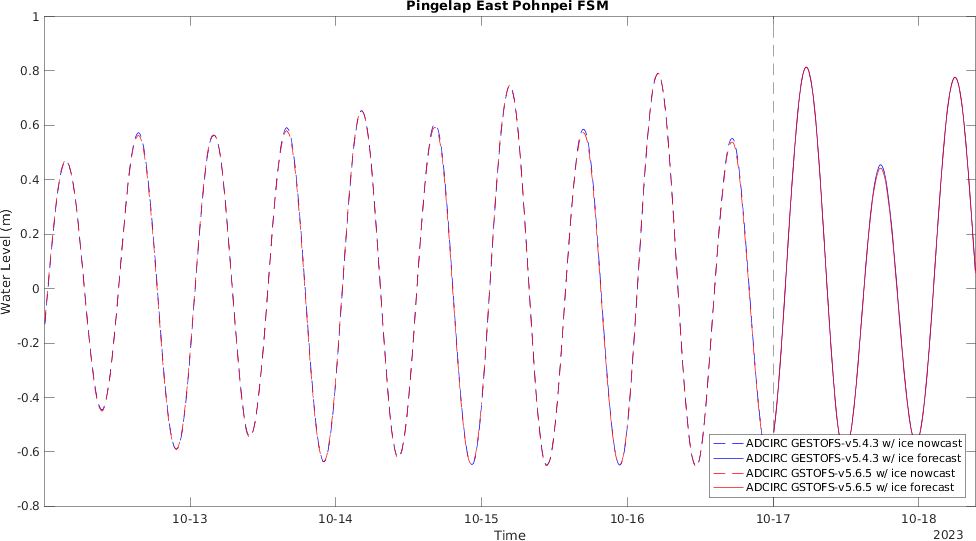 Pingelap East Pohnpei FSM
1
0.8
0.6
0.4
0.2
0
-0.2
-0.4
-0.6
-0.8
Water Level (m)
ADCIRC GESTOFS-v5.4.3 w/ ice nowcast
ADCIRC GESTOFS-v5.4.3 w/ ice forecast
ADCIRC GSTOFS-v5.6.5 w/ ice nowcast
ADCIRC GSTOFS-v5.6.5 w/ ice forecast
10-13 10-14 10-15 10-16 10-17 10-18
Time
2023